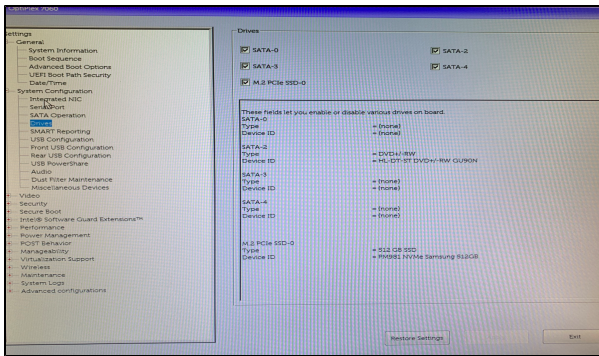 OptiPlex 7060
Settings
General
System Information
Boot Sequence
Advanced Boot Options
UEFI Boot Path Security
Date/Time
System Configuration
Integrated NIC
Serial Port
SATA Operation
Drives
SMART Reporting
USB Configuration
Front USB Configuration
Rear USB Configuration
USB PowerShare
Audio
Dust Filter Maintenance
Miscellaneous Devices
Video
Security
Secure Boot
Intel® Software Guard Extensions™
Performance
Power Management
POST Behavior
Manageability
Virtualization Support
Wireless
Maintenance
System Logs
Advanced configurations
Drives
SATA-0
SATA-2
SATA-3
SATA-4
M.2 PCIe SSD-0
These fields let you enable or disable various drives on board.
SATA-0
Type = {none}
Device ID = {none}
SATA-2
Type = DVD+/-RW
Device ID = HL-DT-ST DVD+/-RW GU90N
SATA-3
Type = {none}
Device ID = {none}
SATA-4
Type = {none}
Device ID = {none}
M.2 PCIe SSD-0
Type = 512 GB SSD
Device ID = PM981 NVMe Samsung 512GB
Restore Settings
Exit